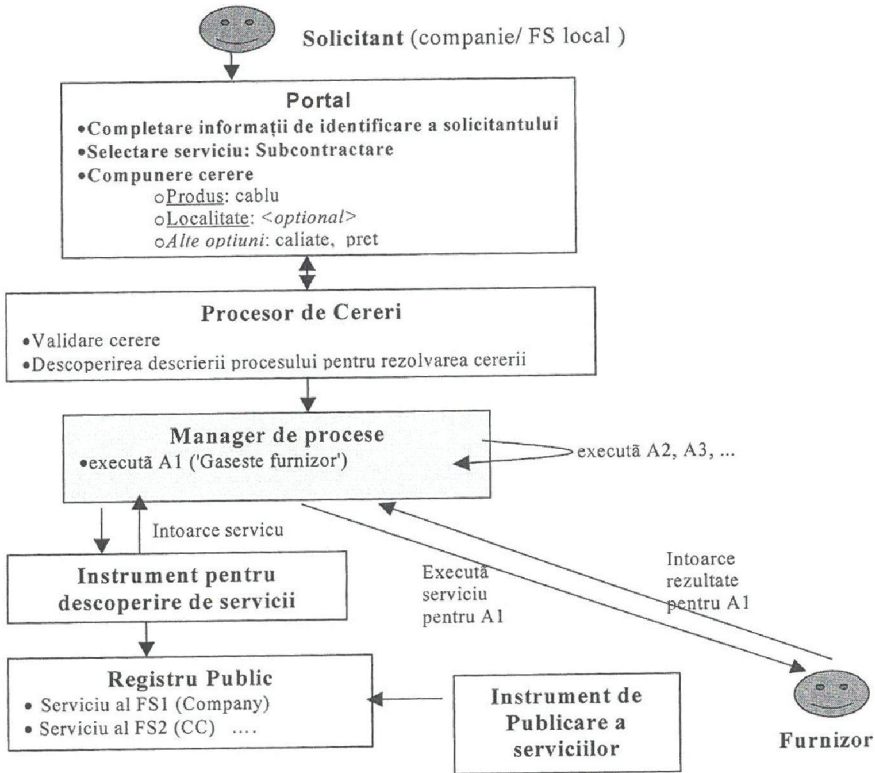 Solicitant (companie/ FS local )
Portal
•Completare informații de identificare a solicitantului
•Selectare serviciu: Subcontractare
•Compunere cerere
oProdus: cablu
oLocalitate: <optional>
oAlte optiuni: caliate, pret
Procesor de Cereri
•Validare cerere
•Descoperirea descrierii procesului pentru rezolvarea cererii
Manager de procese
•execută A1 ('Gaseste furnizor')
execută A2, A3, ...
Intoarce servicu
Instrument pentru
descoperire de servicii
Execută
serviciu
pentru A1
Intoarce
rezultate
pentru A1
Registru Public
• Serviciu al FS1 (Company)
• Serviciu al FS2 (CC) ….
Instrument de
Publicare a
serviciilor
Furnizor